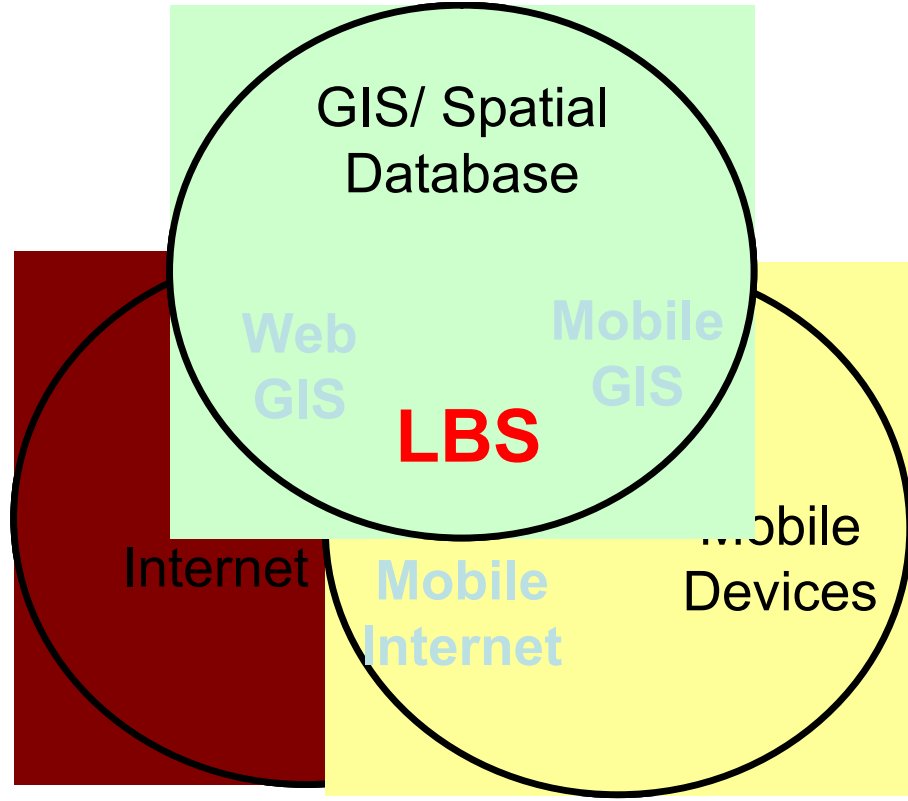 GIS/ Spatial
Database
Web
GIS
Mobile
GIS
LBS
Internet
Mobile
Internet
Mobile
Devices